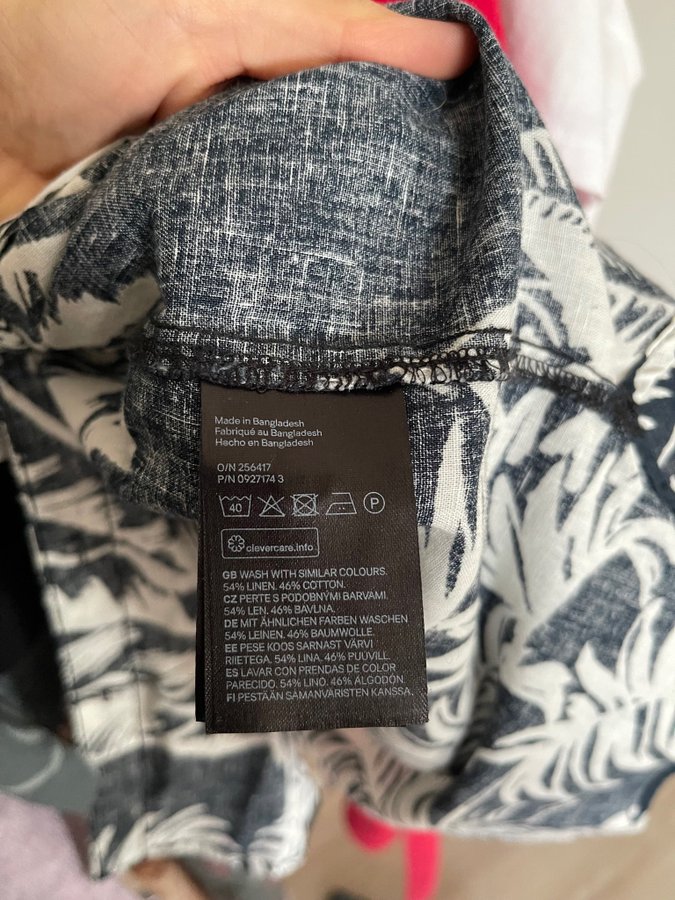 Made in Bangladesh
Fabriqué au Bangladesh
Hecho en Bangladesh
O/N 256417
P/N 0927174 3
40 P
clevercare.info
GB WASH WITH SIMILAR COLOURS.
54% LINEN. 46% COTTON.
CZ PERTE S PODOBNÝMI BARVAMI.
54% LEN. 46% BAVLNA.
DE MIT ÄHNLICHEN FARBEN WASCHEN
54% LEINEN. 46% BAUMWOLLE.
EE PESE KOOS SARNAST VÄRVI
RIIETEGA. 54% LINA, 46% PUUVILL
ES LAVAR CON PRENDAS DE COLOR
PARECIDO. 54% LINO. 46% ALGODÓN.
FI PESTÄÄN SAMANVÄRISTEN KANSSA.